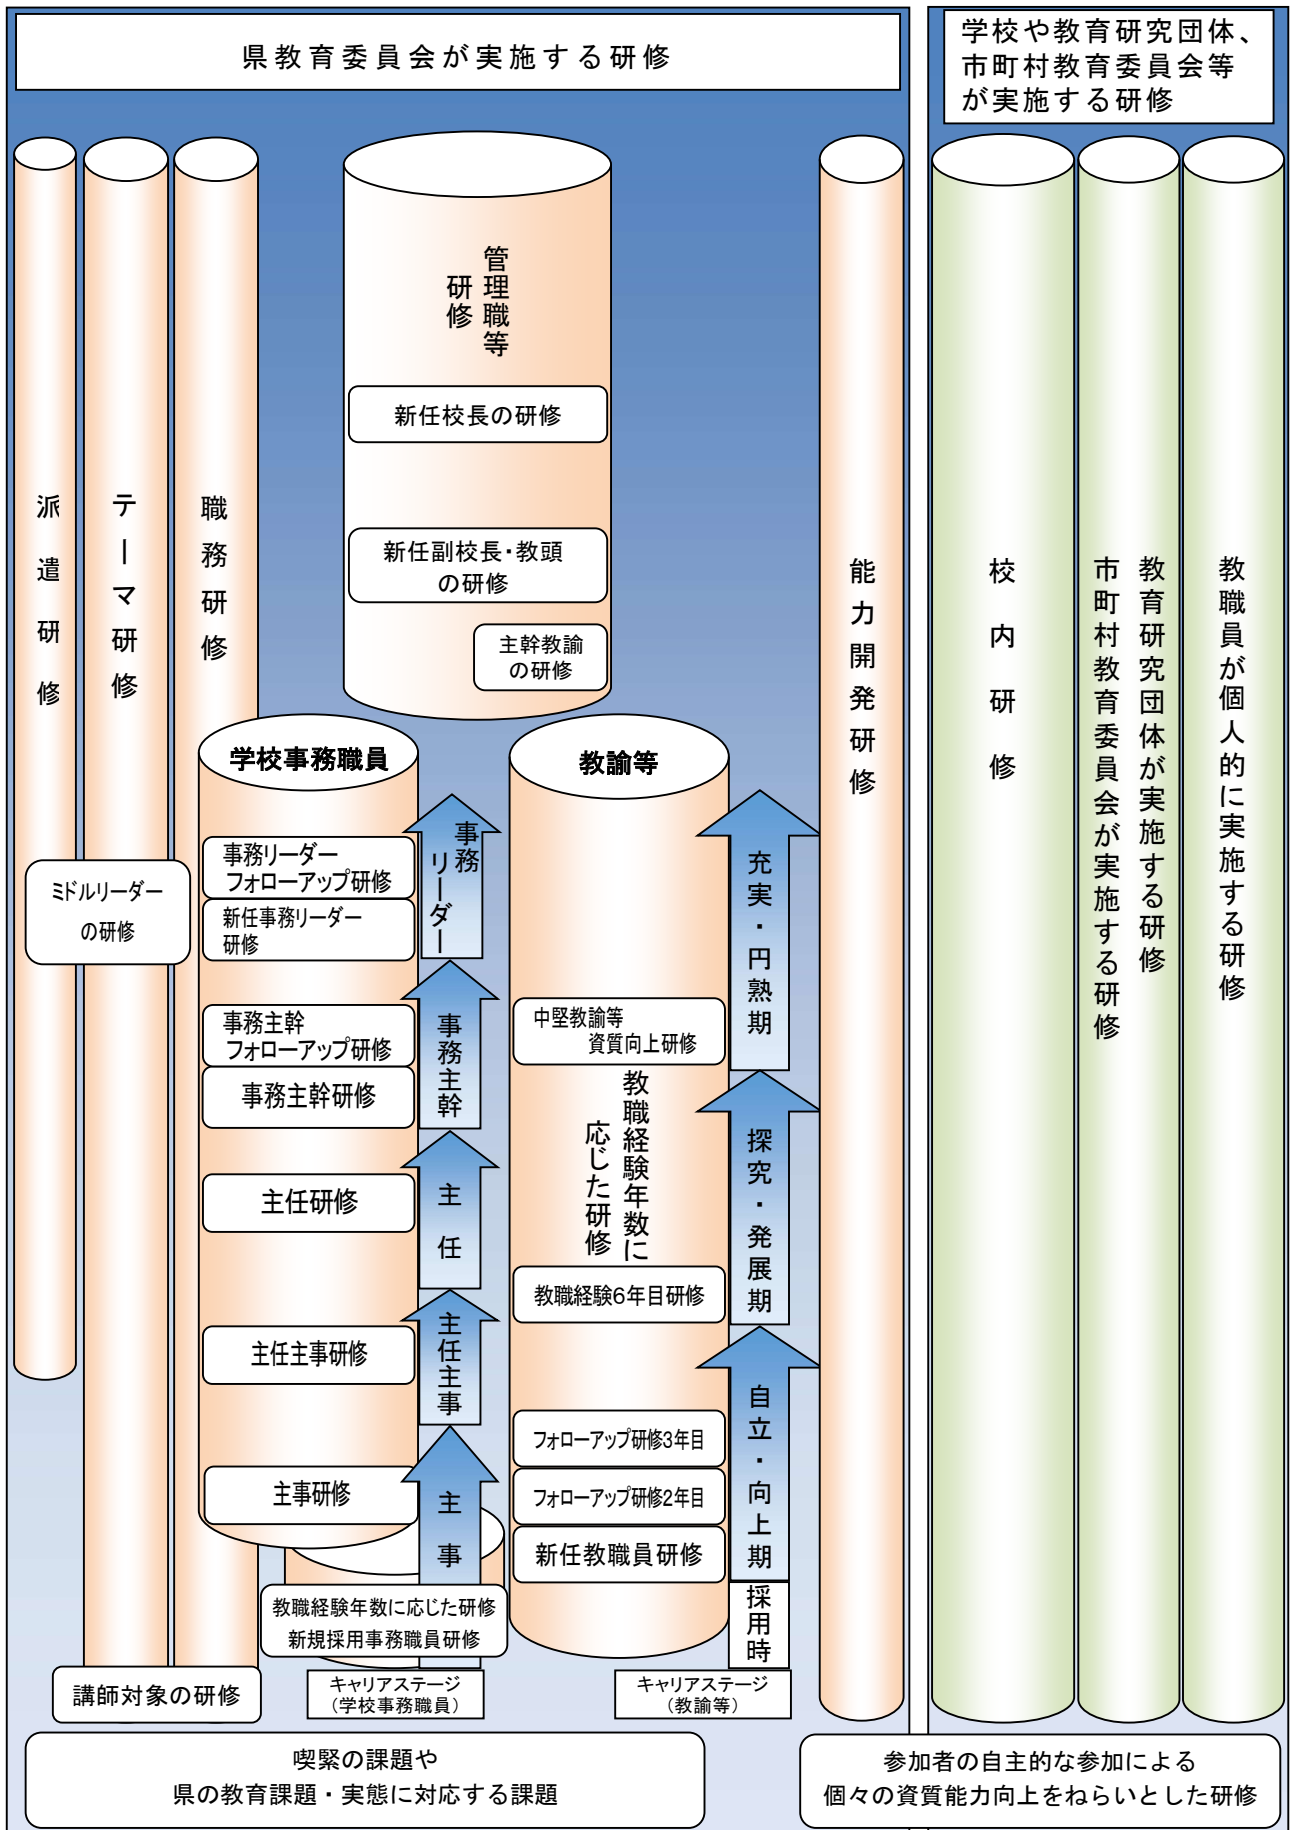 県教育委員会が実施する研修
学校や教育研究団体、
市町村教育委員会等
が実施する研修
派遣研修
テーマ研修
職務研修
管理職等
研修
新任校長の研修
新任副校長・教頭
の研修
主幹教諭
の研修
能力開発研修
校内研修
教育研究団体が実施する研修
市町村教育委員会が実施する研修
教職員が個人的に実施する研修
学校事務職員
教諭等
ミドルリーダー
の研修
事務リーダー
フォローアップ研修
新任事務リーダー
研修
事務
リーダー
事務主幹
フォローアップ研修
事務主幹研修
事務主幹
主任研修
主任
主任主事研修
主任主事
主事研修
主事
教職経験年数に応じた研修
新規採用事務職員研修
キャリアステージ
(学校事務職員)
中堅教諭等
資質向上研修
教職経験年数に
応じた研修
教職経験6年目研修
フォローアップ研修3年目
フォローアップ研修2年目
新任教職員研修
充実・円熟期
探究・発展期
自立・向上期
採用時
キャリアステージ
(教諭等)
講師対象の研修
喫緊の課題や
県の教育課題・実態に対応する課題
参加者の自主的な参加による
個々の資質能力向上をねらいとした研修